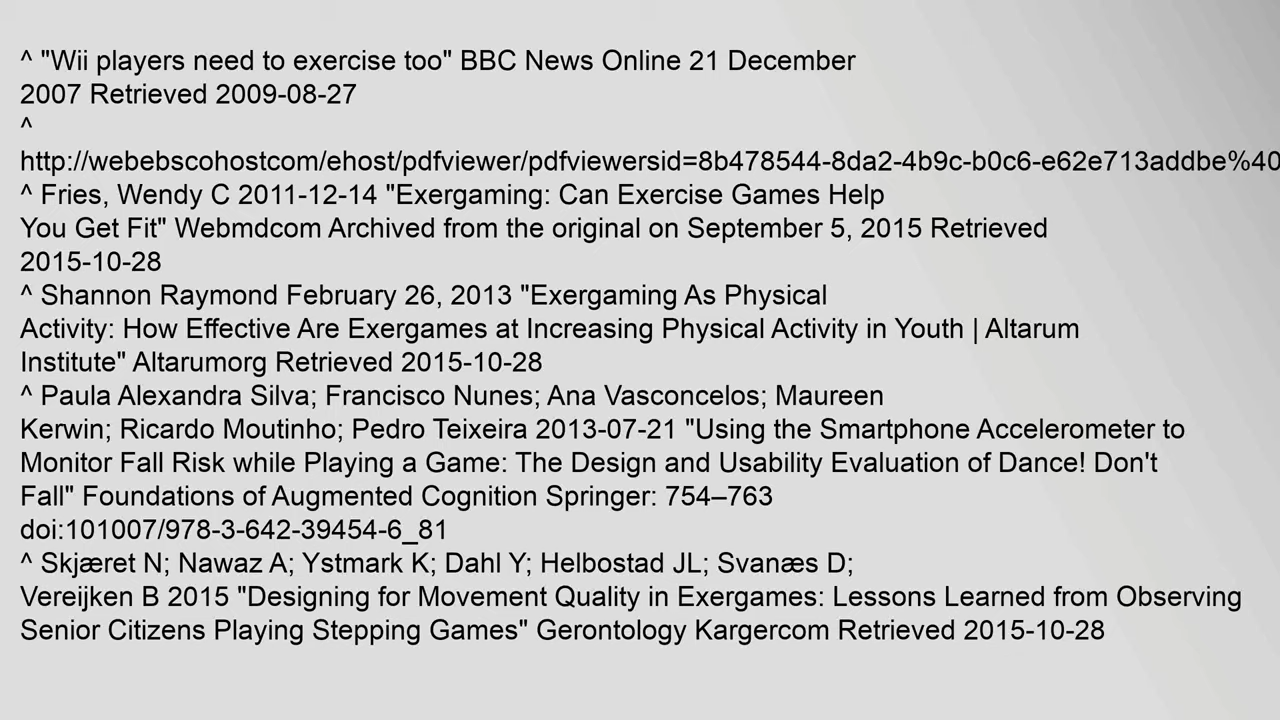 ^ "Wii players need to exercise too" BBC News Online 21 December
2007 Retrieved 2009-08-27
^
http://webebscohostcom/ehost/pdfviewer/pdfviewersid=8b478544-8da2-4b9c-b0c6-e62e713addbe%40
^ Fries, Wendy C 2011-12-14 "Exergaming: Can Exercise Games Help
You Get Fit" Webmdcom Archived from the original on September 5, 2015 Retrieved
2015-10-28
^ Shannon Raymond February 26, 2013 "Exergaming As Physical
Activity: How Effective Are Exergames at Increasing Physical Activity in Youth | Altarum
Institute" Altarumorg Retrieved 2015-10-28
^ Paula Alexandra Silva; Francisco Nunes; Ana Vasconcelos; Maureen
Kerwin; Ricardo Moutinho; Pedro Teixeira 2013-07-21 "Using the Smartphone Accelerometer to
Monitor Fall Risk while Playing a Game: The Design and Usability Evaluation of Dance! Don't
Fall" Foundations of Augmented Cognition Springer: 754–763
doi:101007/978-3-642-39454-6_81
^ Skjæret N; Nawaz A; Ystmark K; Dahl Y; Helbostad JL; Svanæs D;
Vereijken B 2015 "Designing for Movement Quality in Exergames: Lessons Learned from Observing
Senior Citizens Playing Stepping Games" Gerontology Kargercom Retrieved 2015-10-28